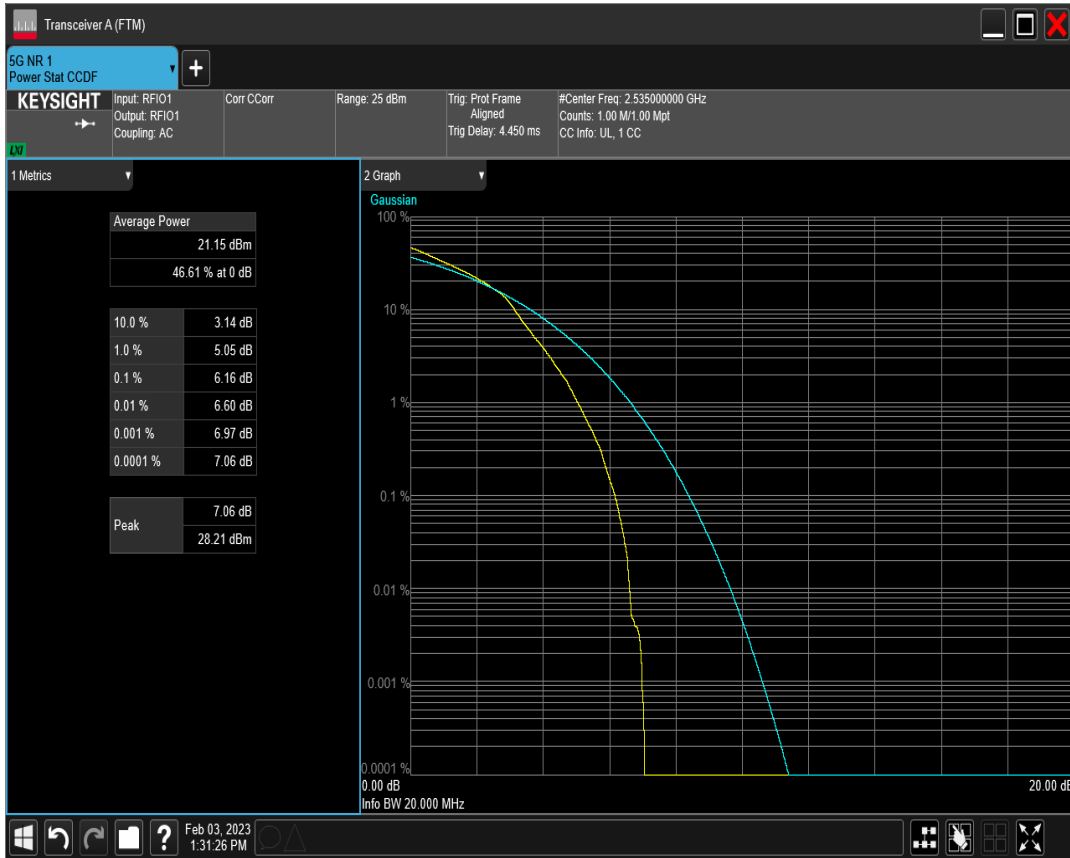 Transceiver A (FTM)
5G NR 1
Power Stat CCDF
+
KEYSIGHT
LXI
Input: RFIO1
Output: RFIO1
Coupling: AC
Corr CCorr
Range: 25 dBm
Trig: Prot Frame
Aligned
Trig Delay: 4.450 ms
#Center Freq: 2.535000000 GHz
Counts: 1.00 M/1.00 Mpt
CC Info: UL, 1 CC
1 Metrics
Average Power
21.15 dBm
46.61 % at 0 dB
10.0 % 3.14 dB
1.0 % 5.05 dB
0.1 % 6.16 dB
0.01 % 6.60 dB
0.001 % 6.97 dB
0.0001 % 7.06 dB
Peak
7.06 dB
28.21 dBm
2 Graph
Gaussian
100 %
10 %
1 %
0.1 %
0.01 %
0.001 %
0.0001 %
0.00 dB 20.00 dB
Info BW 20.000 MHz
?
Feb 03, 2023
1:31:26 PM